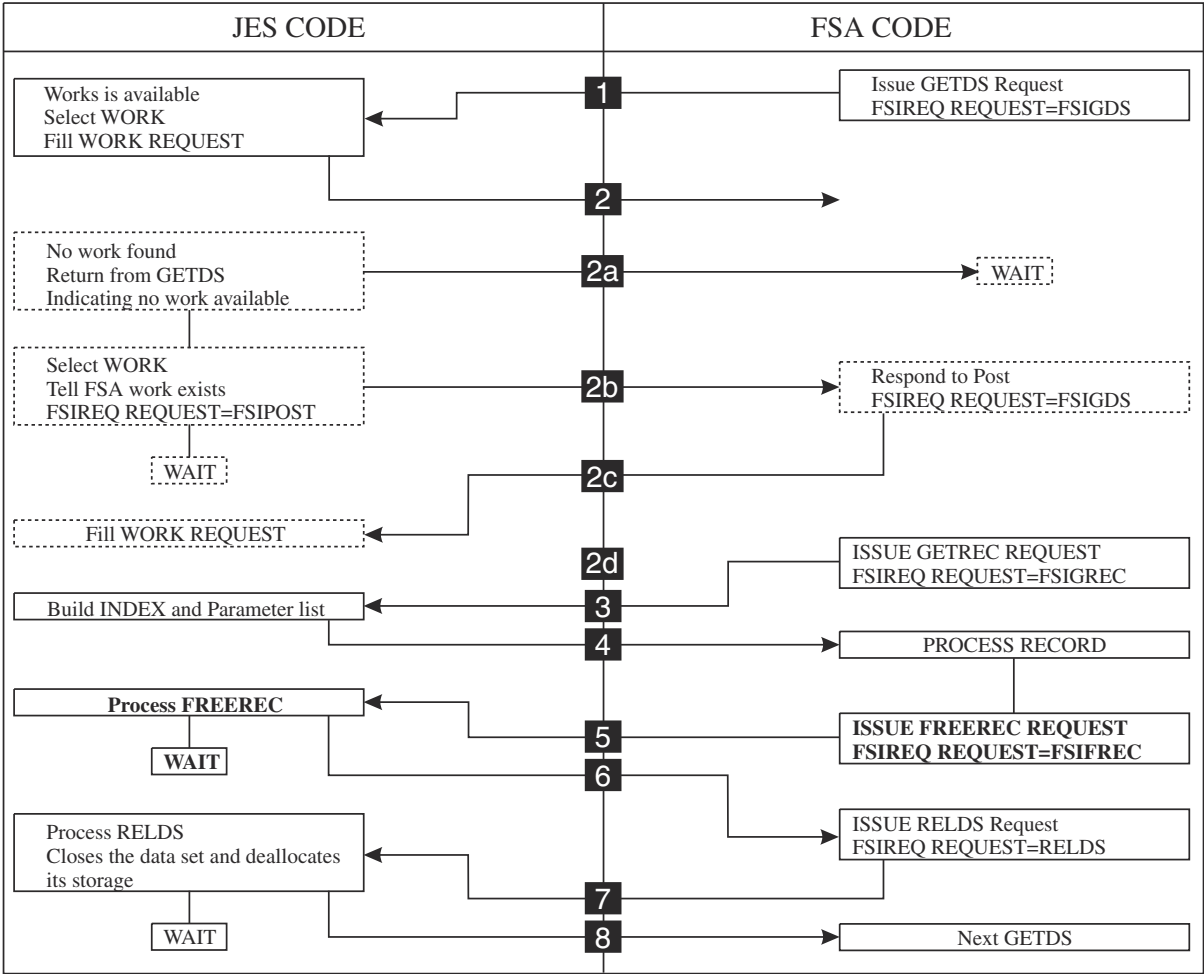 JES CODE
FSA CODE
Works is available
Select WORK
Fill WORK REQUEST
1
Issue GETDS Request
FSIREQ REQUEST=FSIGDS
2
No work found
Return from GETDS
Indicating no work available
2a
WAIT
Select WORK
Tell FSA work exists
FSIREQ REQUEST=FSIPOST
2b
Respond to Post
FSIREQ REQUEST=FSIGDS
WAIT
2c
Fill WORK REQUEST
2d
ISSUE GETREC REQUEST
FSIREQ REQUEST=FSIGREC
Build INDEX and Parameter list
3
4
PROCESS RECORD
Process FREEREC
WAIT
5
ISSUE FREEREC REQUEST
FSIREQ REQUEST=FSIFREC
6
Process RELDS
Closes the data set and deallocates
its storage
ISSUE RELDS Request
FSIREQ REQUEST=RELDS
7
WAIT
8
Next GETDS